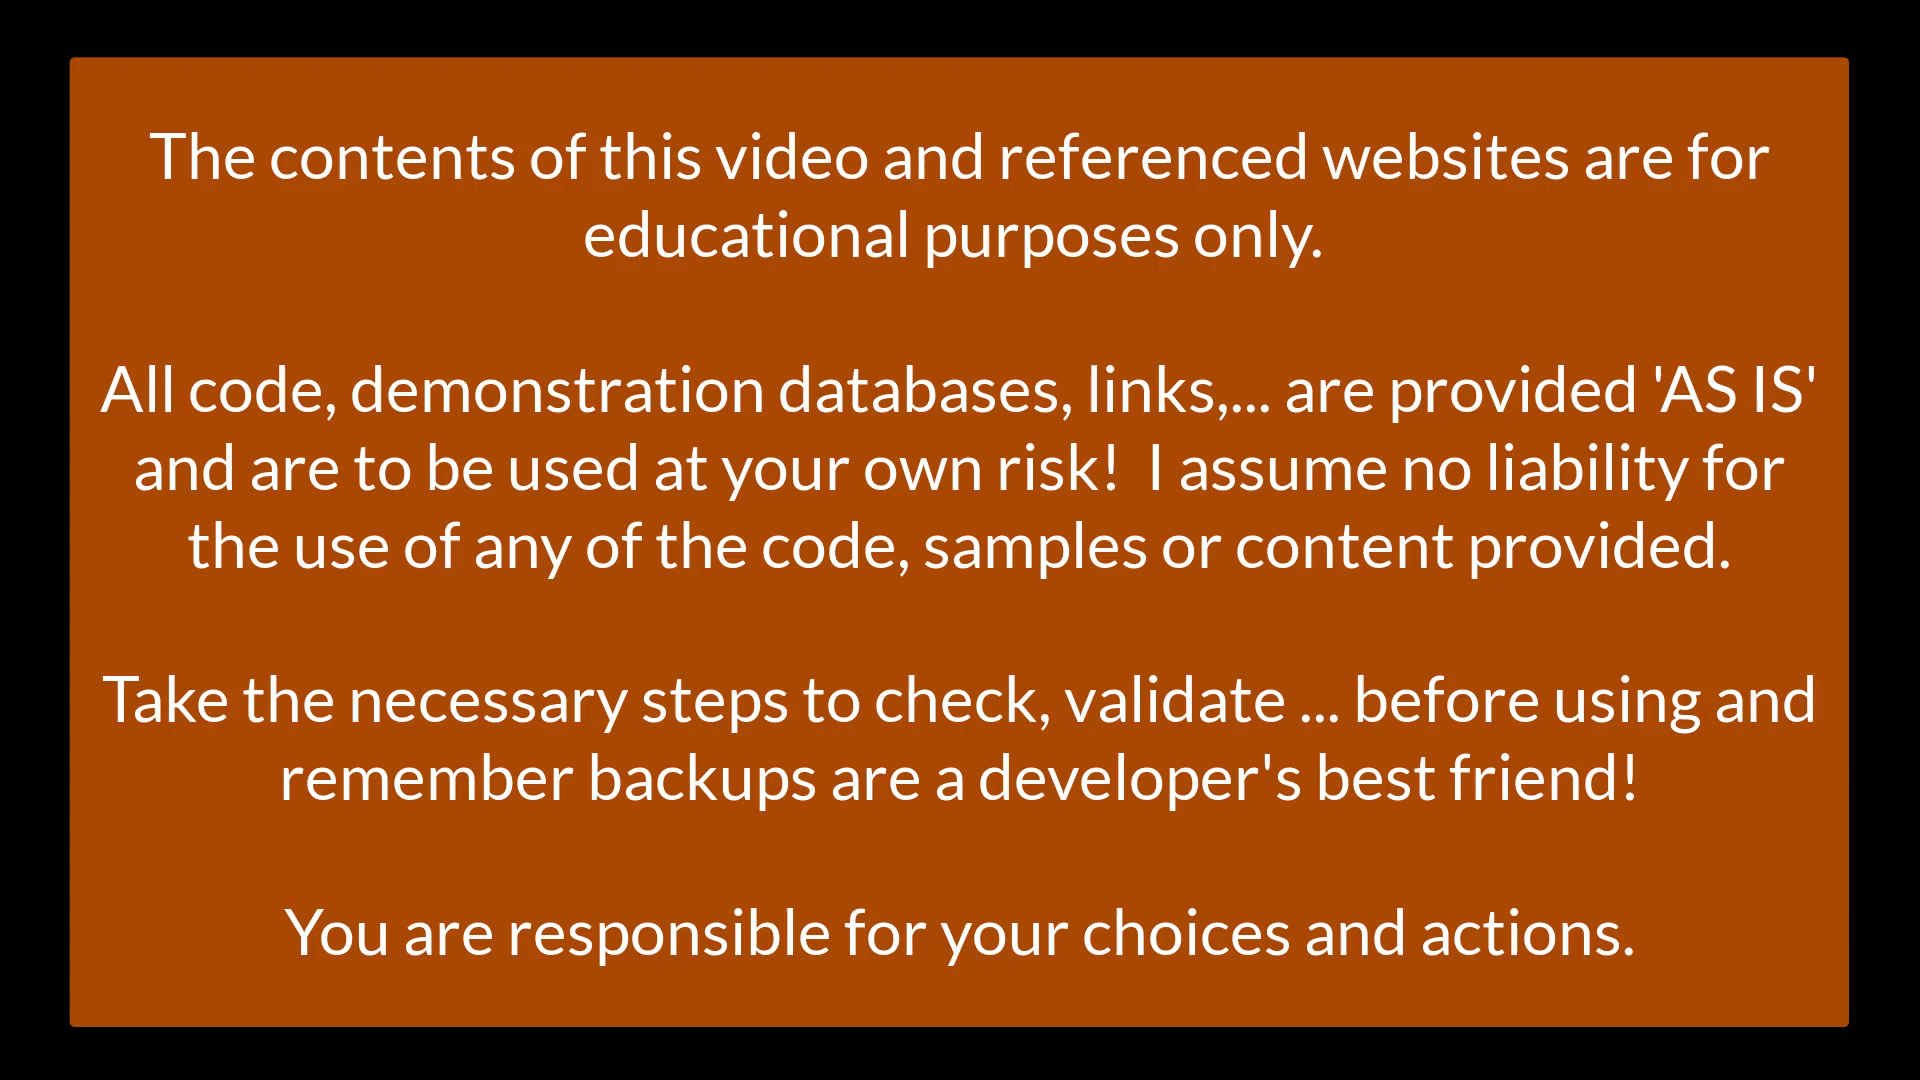 The contents of this video and referenced websites are for
educational purposes only.
All code, demonstration databases, links,... are provided 'AS IS'
and are to be used at your own risk!  I assume no liability for
the use of any of the code, samples or content provided.
Take the necessary steps to check, validate ... before using and
remember backups are a developer's best friend!
You are responsible for your choices and actions.